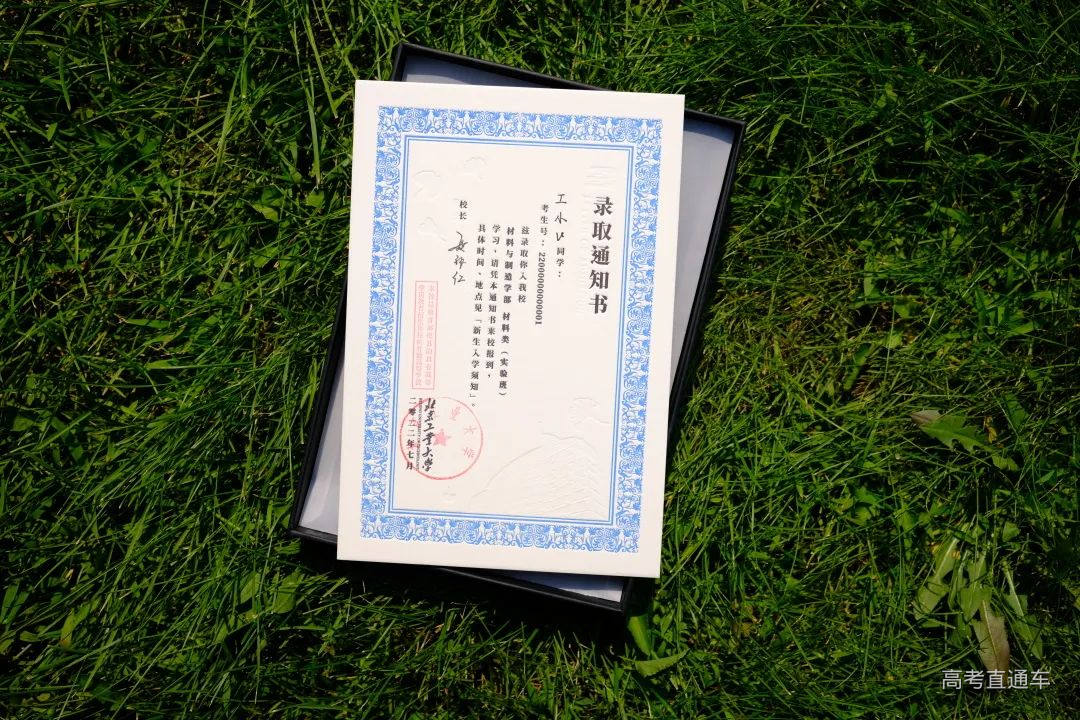 录取通知书
工小U同学：
考生号：22000000000001
兹录取你入我校
材料与制造学部 材料类（实验班）
学习，请凭本通知书来校报到，
具体时间、地点见「新生入学须知」。
校长
北京工业大学
二零二二年七月
高考直通车